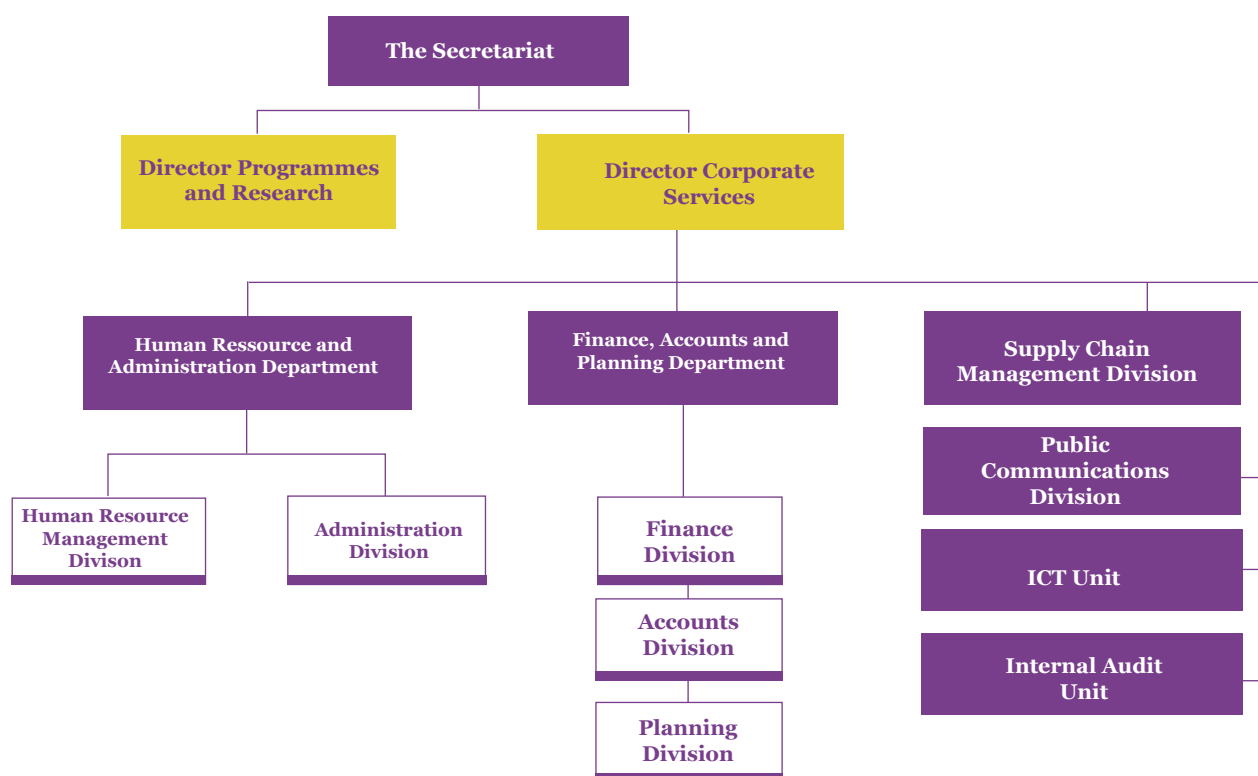 The Secretariat
Director Programmes
and Research
Director Corporate
Services
Human Ressource and
Administration Department
Finance, Accounts and
Planning Department
Supply Chain
Management Division
Public
Communications
Division
ICT Unit
Internal Audit
Unit
Human Resource
Management
Divison
Administration
Division
Finance
Division
Accounts
Division
Planning
Division